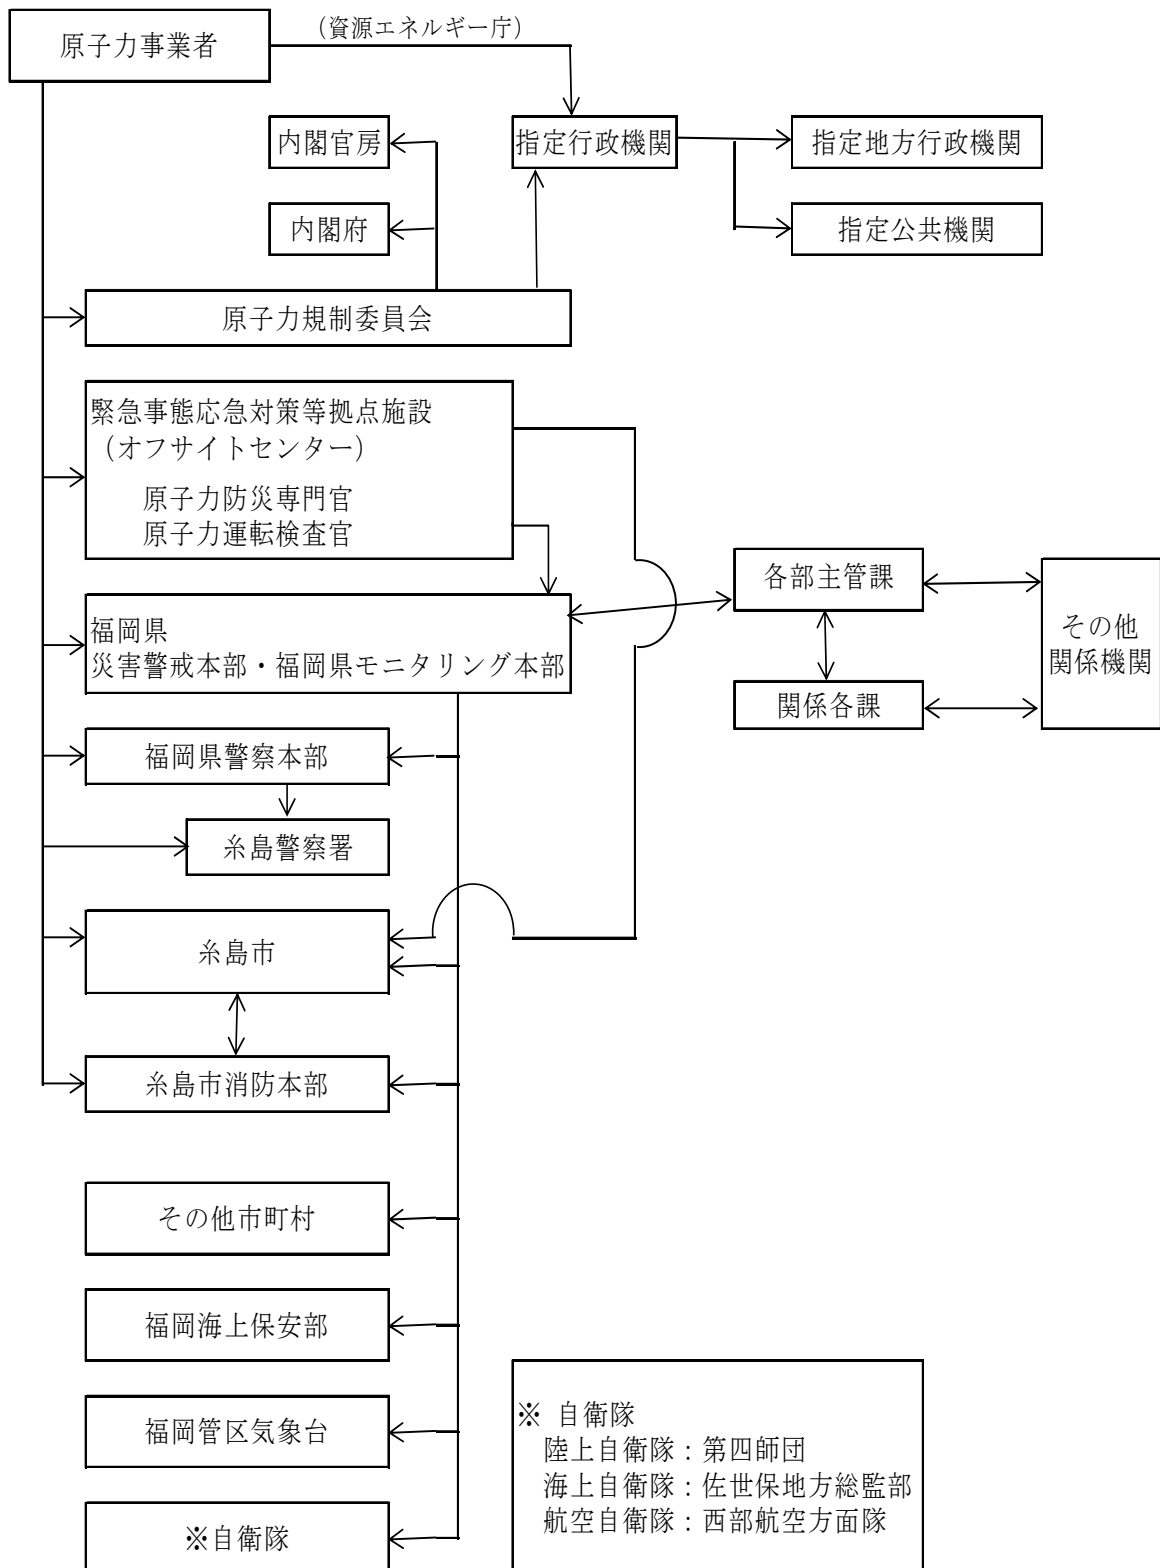 原子力事業者
（資源エネルギー庁）
内閣官房
指定行政機関
指定地方行政機関
内閣府
指定公共機関
原子力規制委員会
緊急事態応急対策等拠点施設
（オフサイトセンター）
原子力防災専門官
原子力運転検査官
各部主管課
その他
関係機関
福岡県
災害警戒本部・福岡県モニタリング本部
関係各課
福岡県警察本部
糸島警察署
糸島市
糸島市消防本部
その他市町村
福岡海上保安部
福岡管区気象台
※自衛隊
※ 自衛隊
陸上自衛隊：第四師団
海上自衛隊：佐世保地方総監部
航空自衛隊：西部航空方面隊